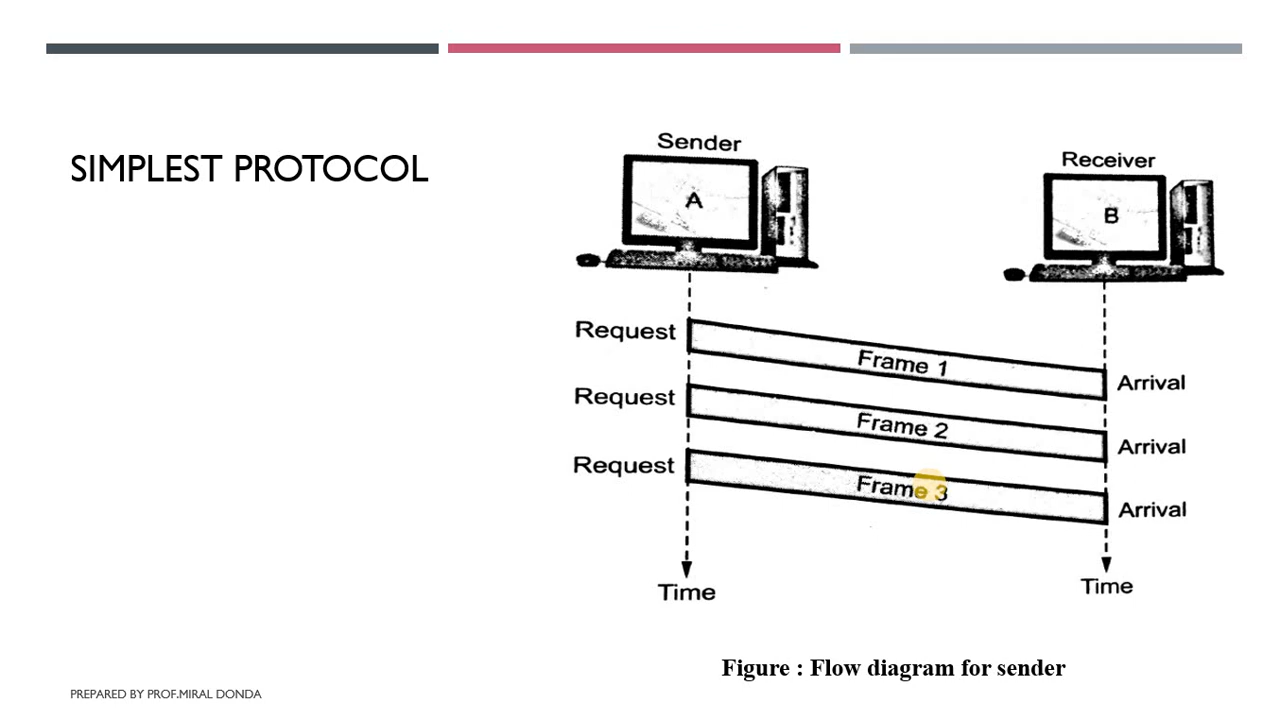 SIMPLEST PROTOCOL
Sender
Receiver
A
B
Request
Frame 1
Arrival
Request
Frame 2
Arrival
Request
Frame 3
Arrival
Time
Time
Figure : Flow diagram for sender
PREPARED BY PROF.MIRAL DONDA